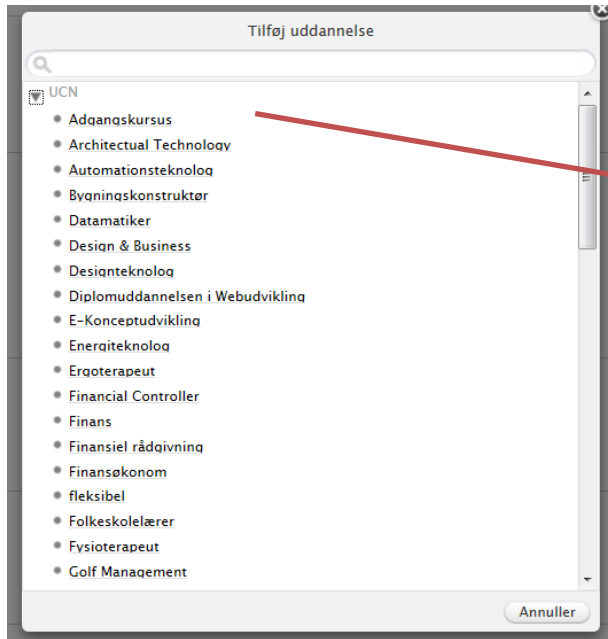 Tilføj uddannelse
UCN
Adgangskursus
Architectual Technology
Automationsteknolog
Bygningskonstruktør
Datamatiker
Design & Business
Designteknolog
Diplomuddannelsen i Webudvikling
E-Konceptudvikling
Energiteknolog
Ergoterapeut
Financial Controller
Finans
Finansiel rådgivning
Finansøkonom
fleksibel
Folkeskolelærer
Fysioterapeut
Golf Management
Annuller